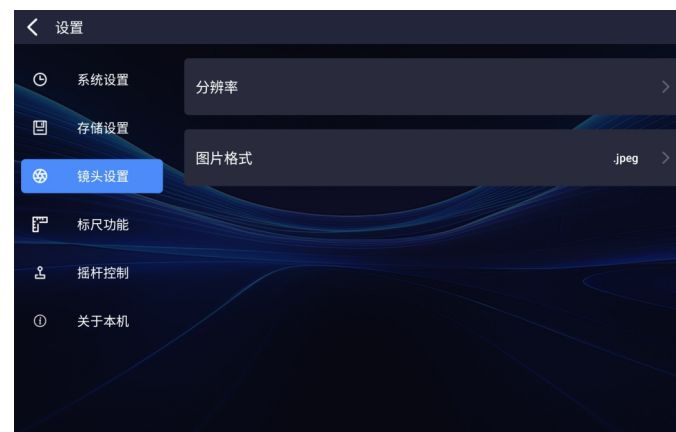 设置
系统设置
存储设置
镜头设置
标尺功能
摇杆控制
关于本机
分辨率
图片格式 .jpeg